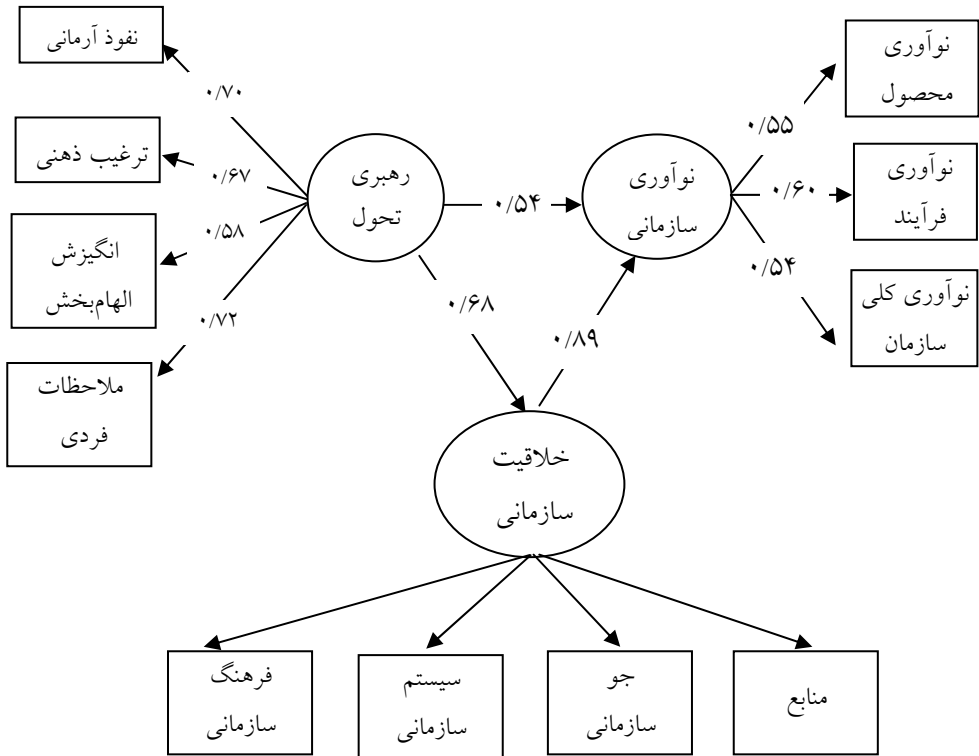 نفوذ آرمانی
۰/۷۰
ترغیب ذهنی
۰/۶۷
انگیزش
الهام‌بخش
۰/۵۸
ملاحظات
فردی
۰/۷۲
رهبری
تحول
۰/۵۴
نوآوری
سازمانی
۰/۶۸
۰/۸۹
نوآوری
محصول
۰/۵۵
نوآوری
فرآیند
۰/۶۰
نوآوری کلی
سازمان
۰/۵۴
خلاقیت
سازمانی
فرهنگ
سازمانی
سیستم
سازمانی
جو
سازمانی
منابع